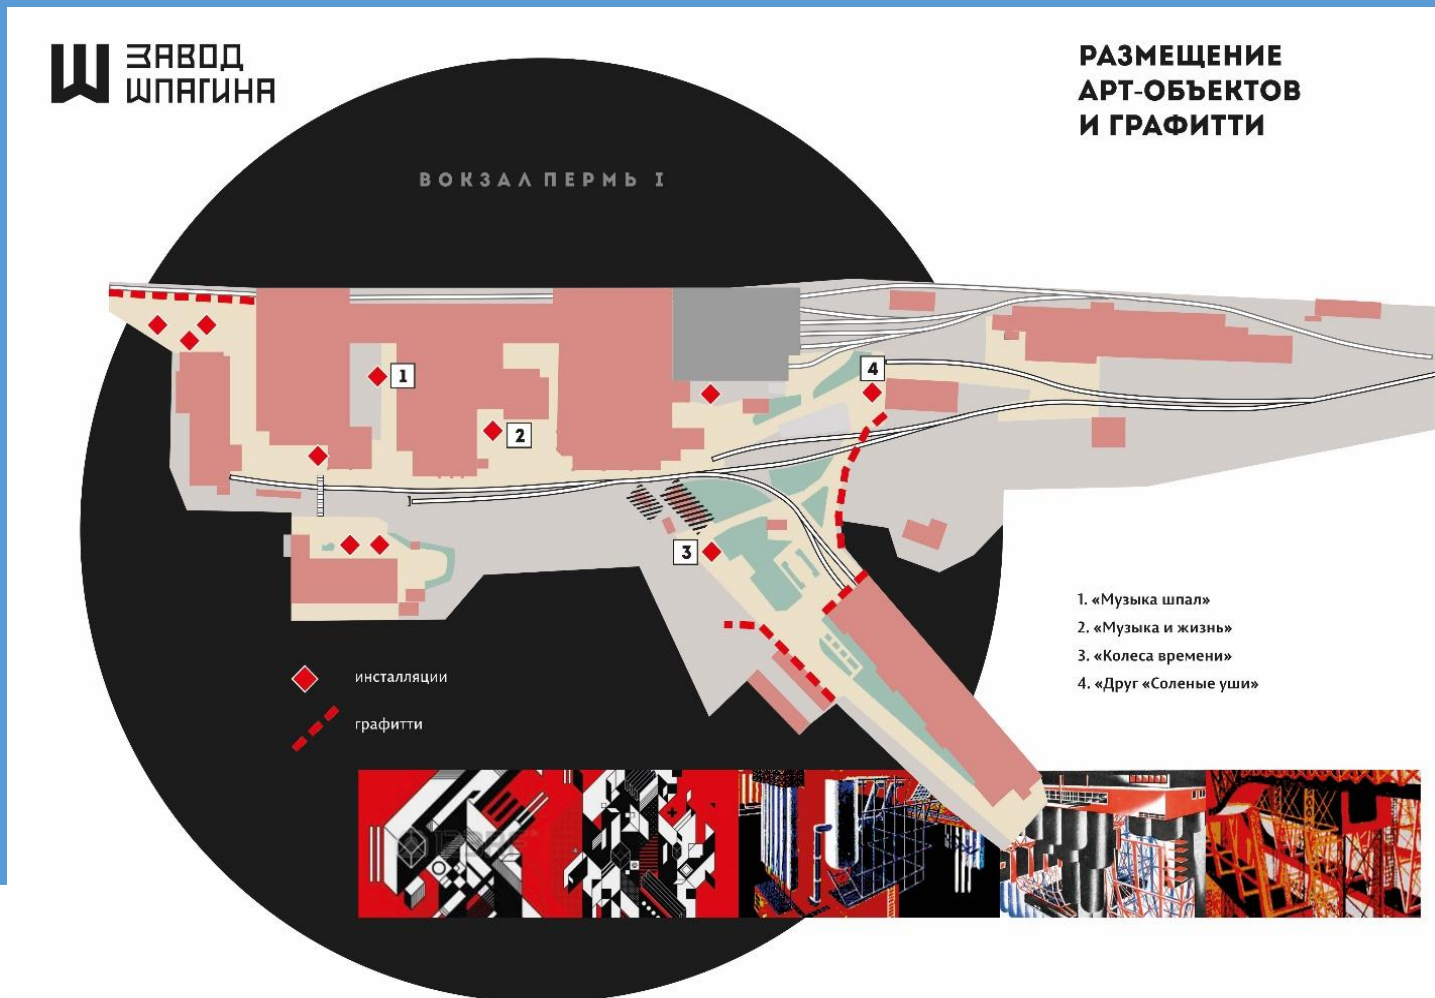 ЗАВОД
ШПАГИНА
РАЗМЕЩЕНИЕ
АРТ-ОБЪЕКТОВ
И ГРАФИТТИ
ВОКЗАЛ ПЕРМЬ I
1
2
4
3
1. «Музыка шпал»
2. «Музыка и жизнь»
3. «Колеса времени»
4. «Друг «Соленые уши»
инсталляции
графитти